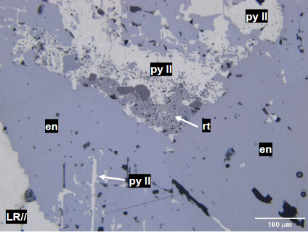 py II
py II
rt
en
en
py II
LR//
100 µm